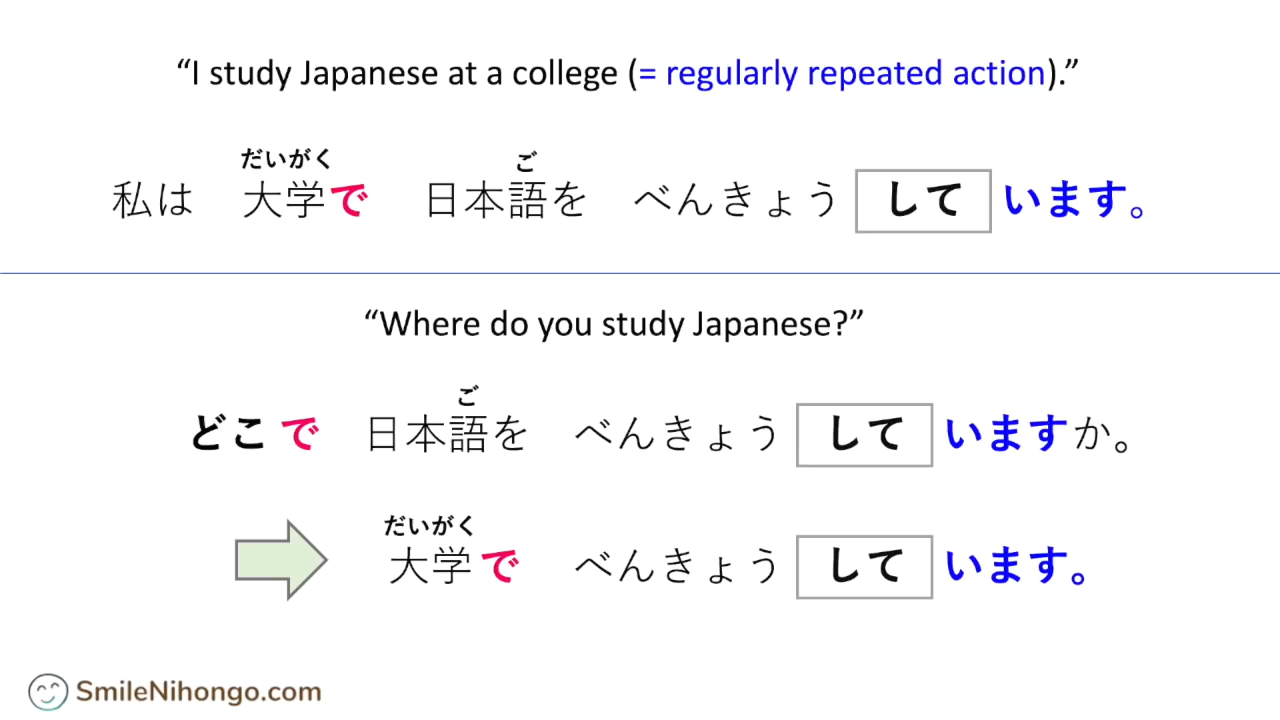 “I study Japanese at a college (= regularly repeated action).”
だいがく ご
私は 大学で 日本語を べんきょう して います。
“Where do you study Japanese?”
ご
どこで 日本語を べんきょう して いますか。
だいがく
大学で べんきょう して います。
SmileNihongo.com